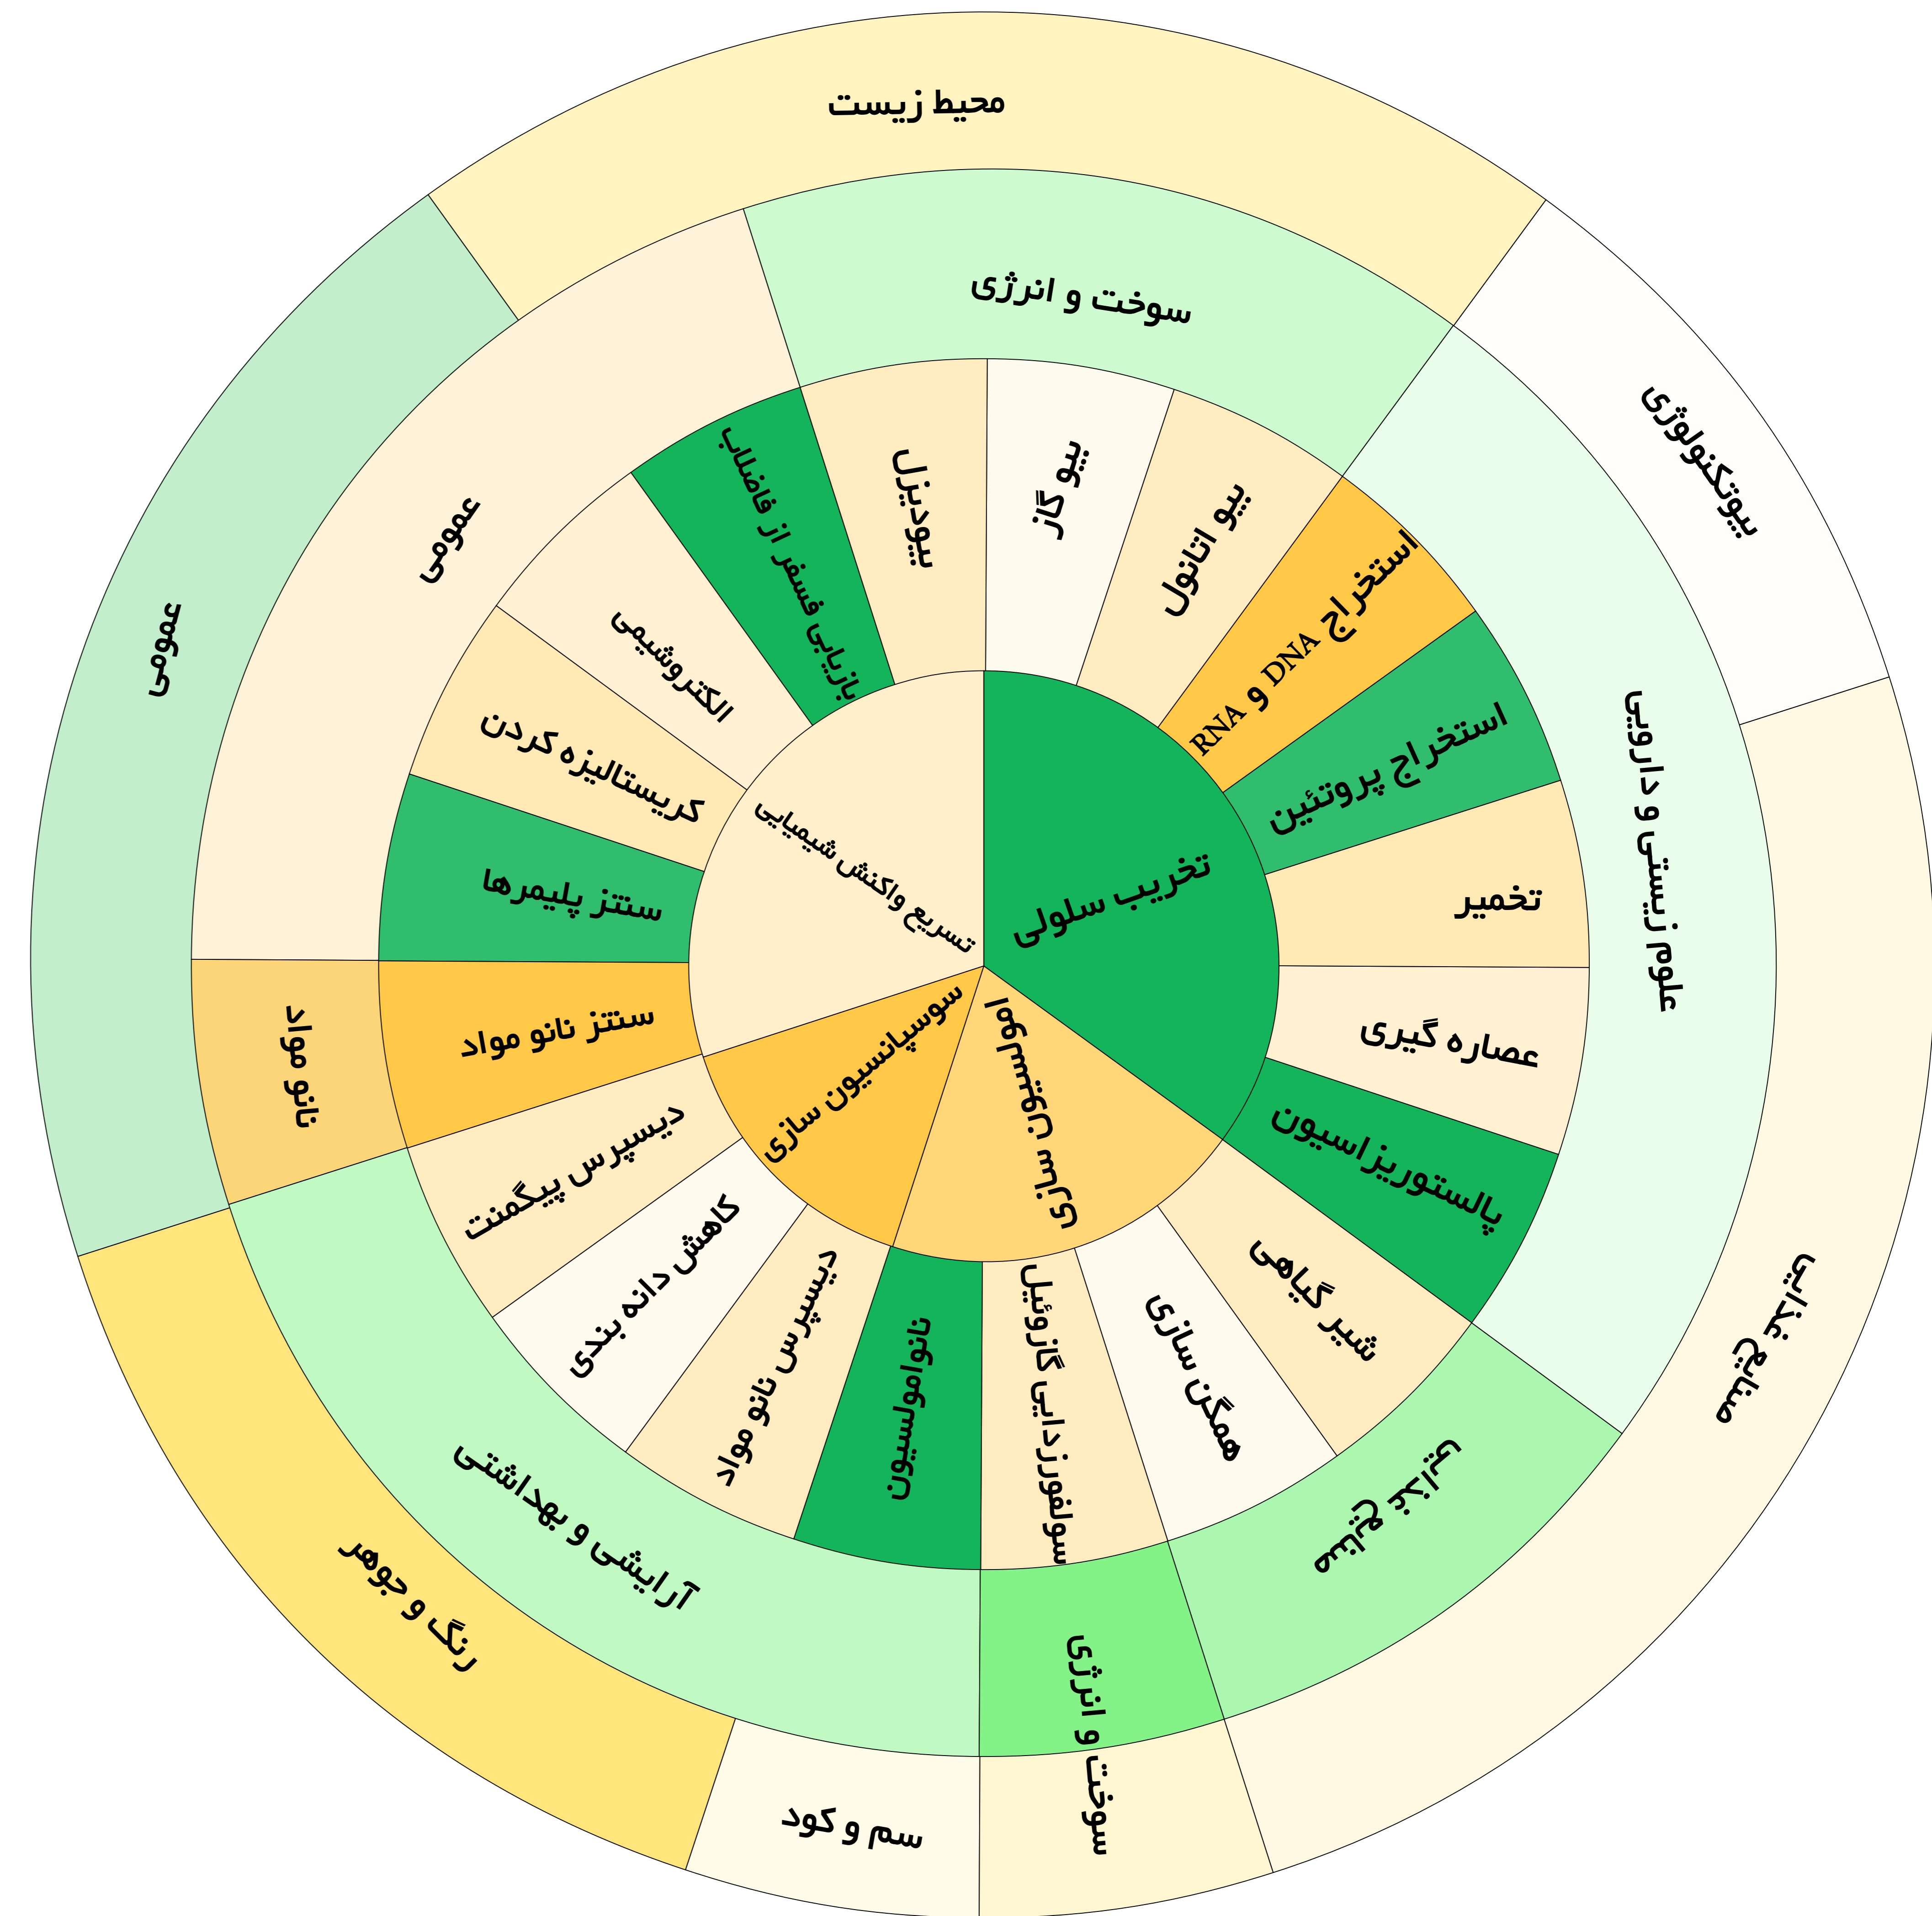 محیط زیست
بیوتکنولوژی
صنایع غذایی
سوخت و انرژی
سم و کود
رنگ و جوهر
عمومی
سوخت و انرژی
علوم زیستی و دارویی
صنایع غذایی
آرایشی و بهداشتی
نانو مواد
عمومی
بیودیزل
بیو گاز
بیو اتانول
استخراج DNA و RNA
استخراج پروتئین
تخمیر
عصاره گیری
پالستوریزاسیون
شیر گیاهی
همگن سازی
سولفورزدایی گازوئیل
نانوامولسیون
دیسپرس نانو مواد
کاهش دانه بندی
دیسپرس پیگمنت
سنتز نانو مواد
سنتز پلیمرها
کریستالیزه کردن
الکتروشیمی
بازیابی فسفر از فاضلاب
تخریب سلولی
امولسیون سازی
سوسپانسیون سازی
تسریع واکنش شیمیایی